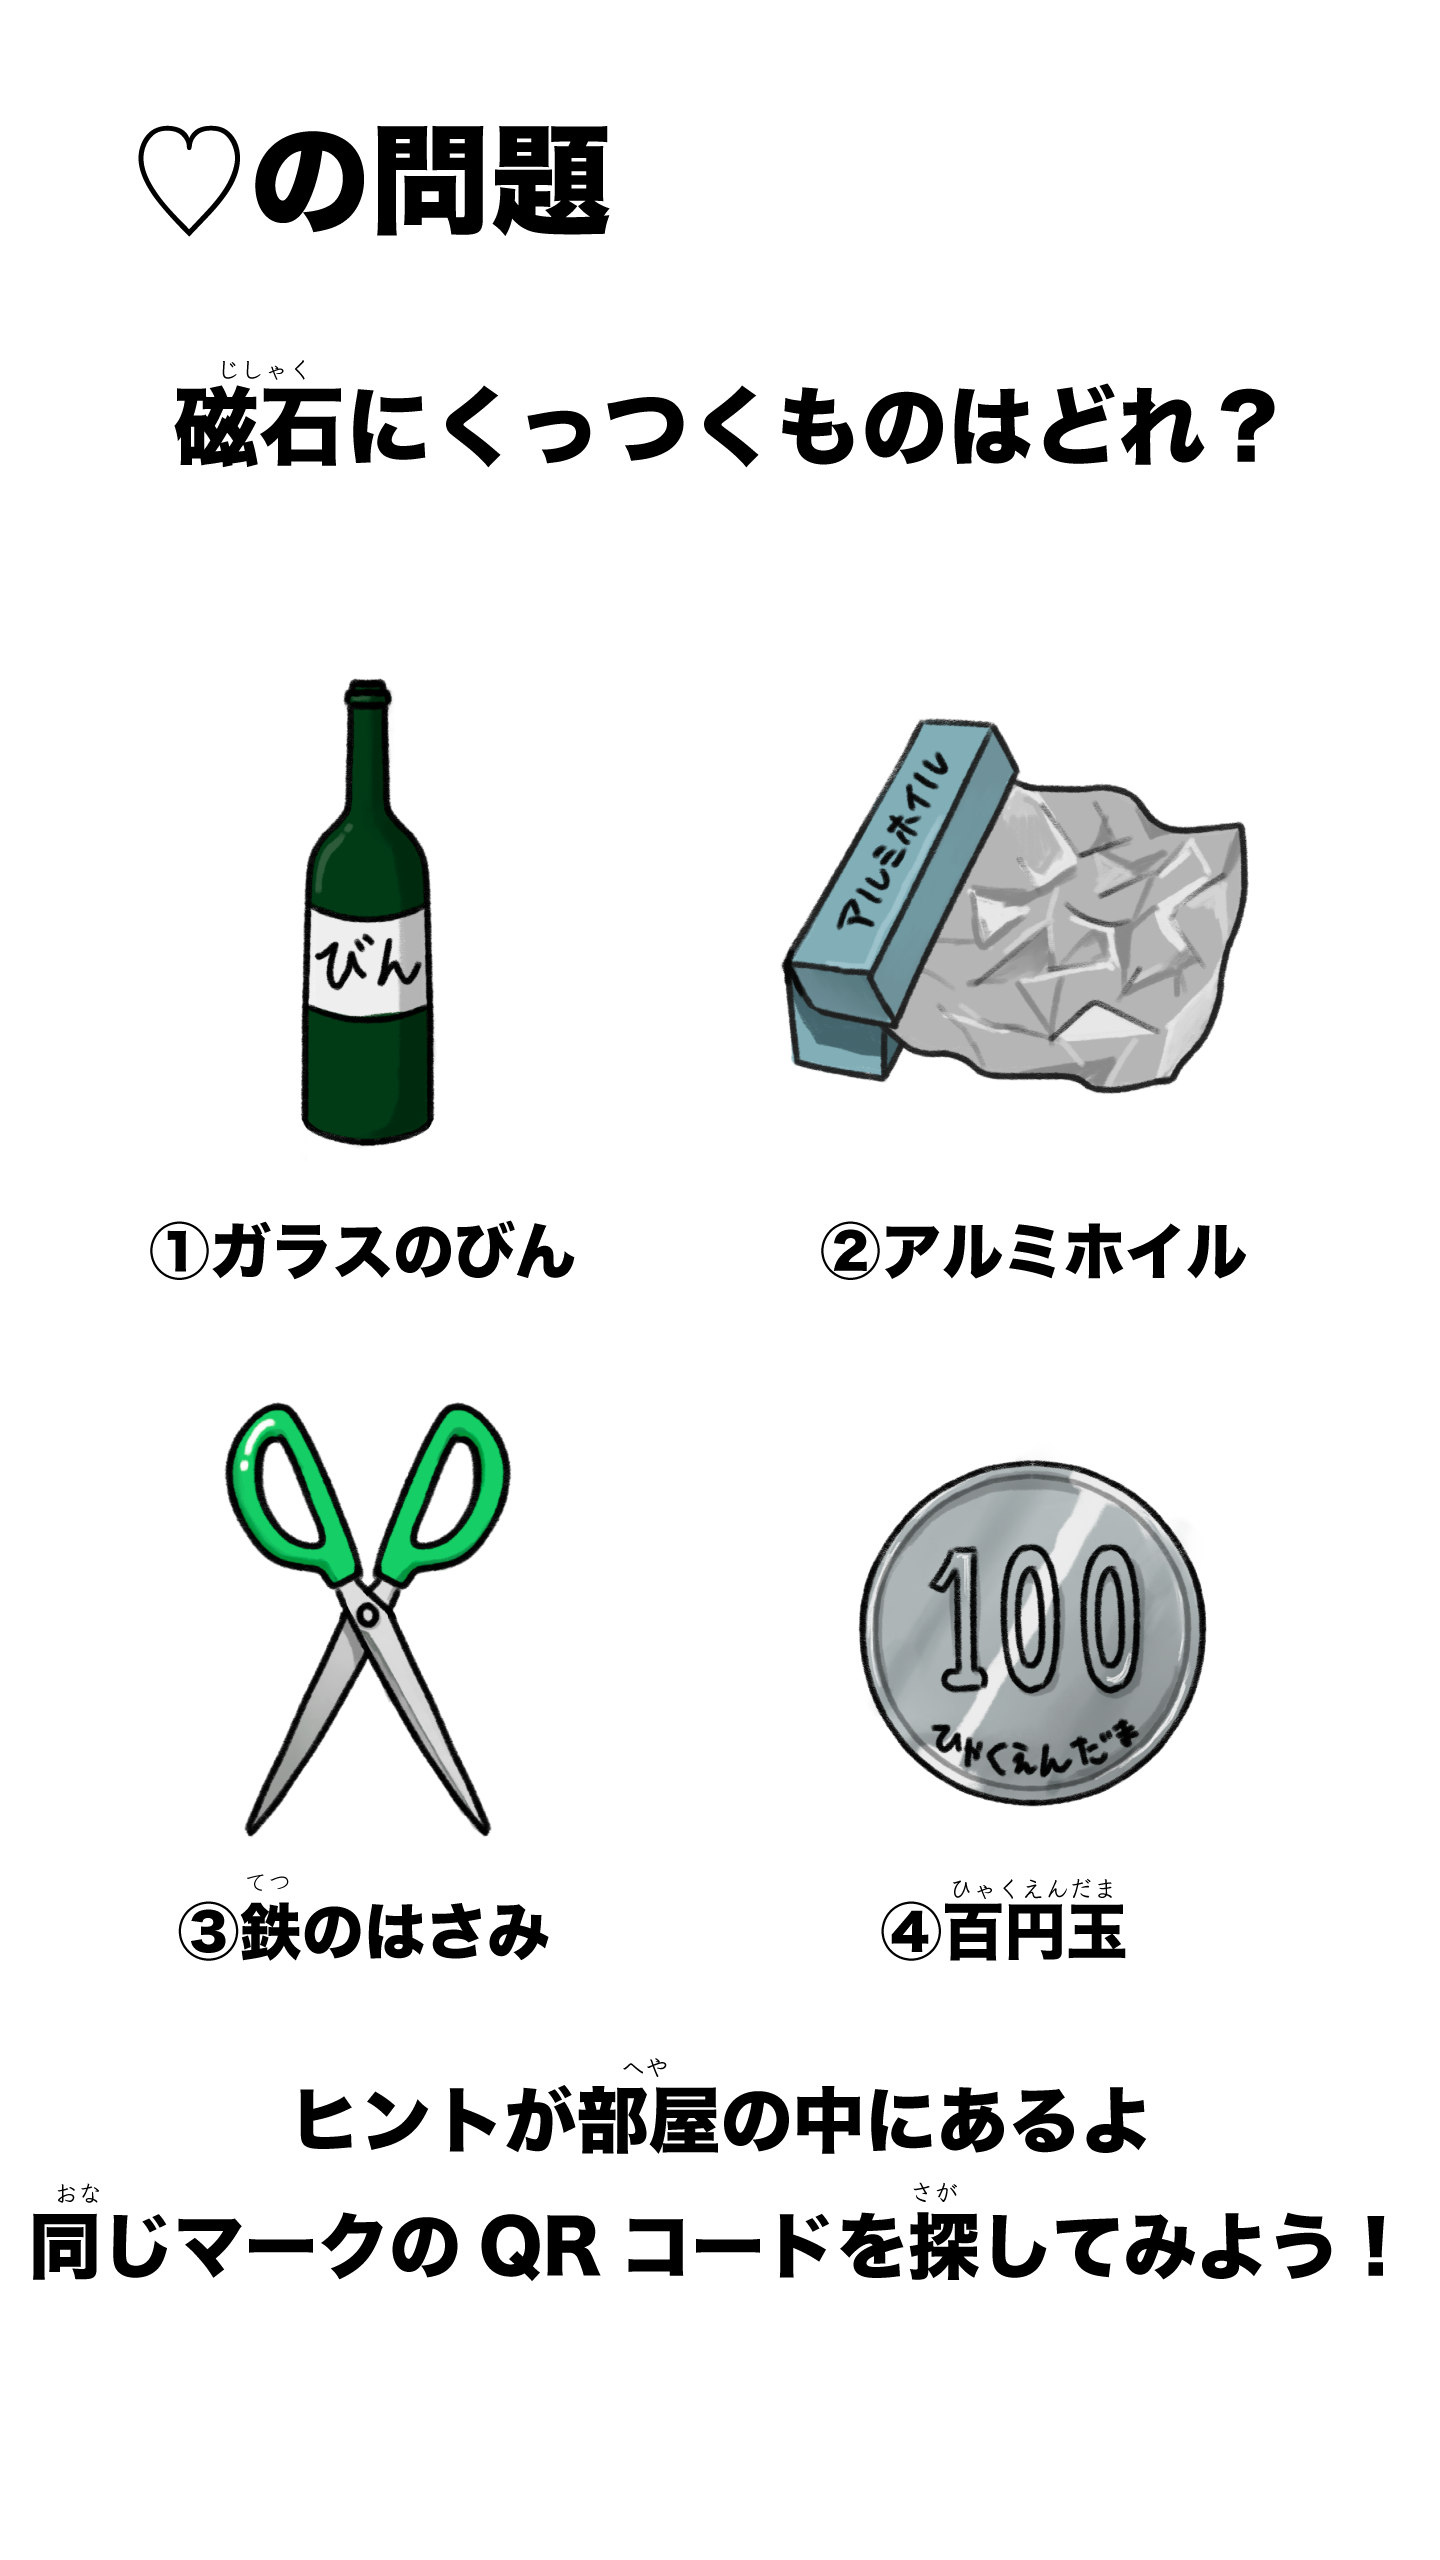 ♡の問題
じしゃく
磁石にくっつくものはどれ？
びん
アルミホイル
①ガラスのびん
②アルミホイル
100
ひゃくえんだま
てつ
③鉄のはさみ
ひゃくえんだま
④百円玉
へや
ヒントが部屋の中にあるよ
おな さが
同じマークの QR コードを探してみよう！